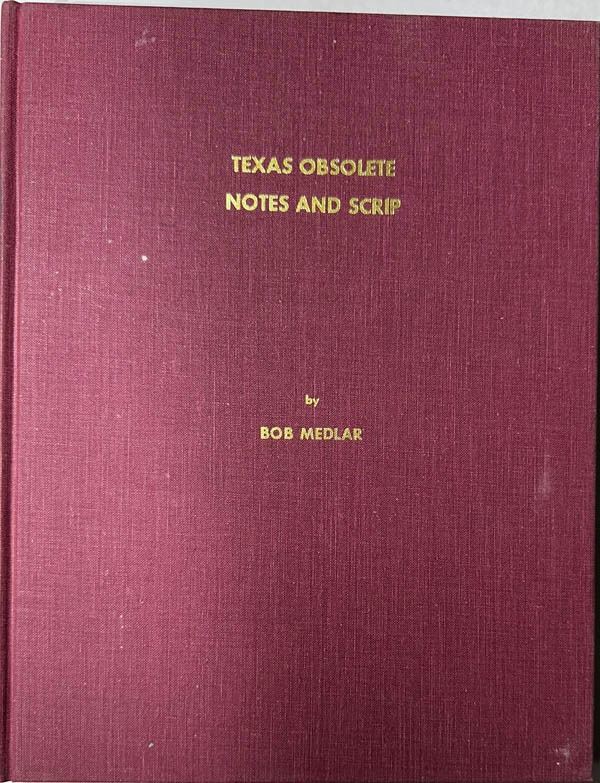 TEXAS OBSOLETE
NOTES AND SCRIP
by
BOB MEDLAR